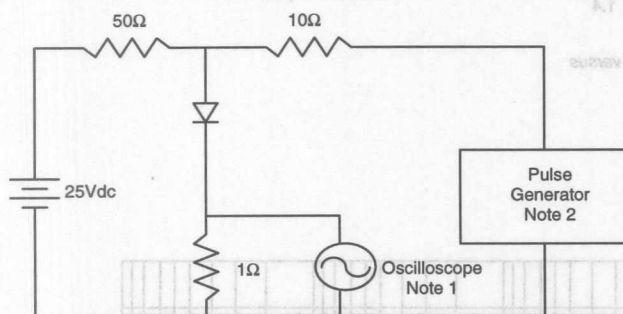 50Ω
10Ω
25Vdc
Pulse
Generator
Note 2
1Ω
Oscilloscope
Note 1